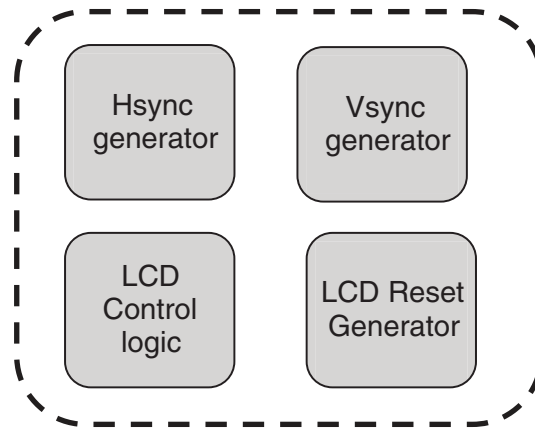 Hsync
generator
Vsync
generator
LCD
Control
logic
LCD Reset
Generator